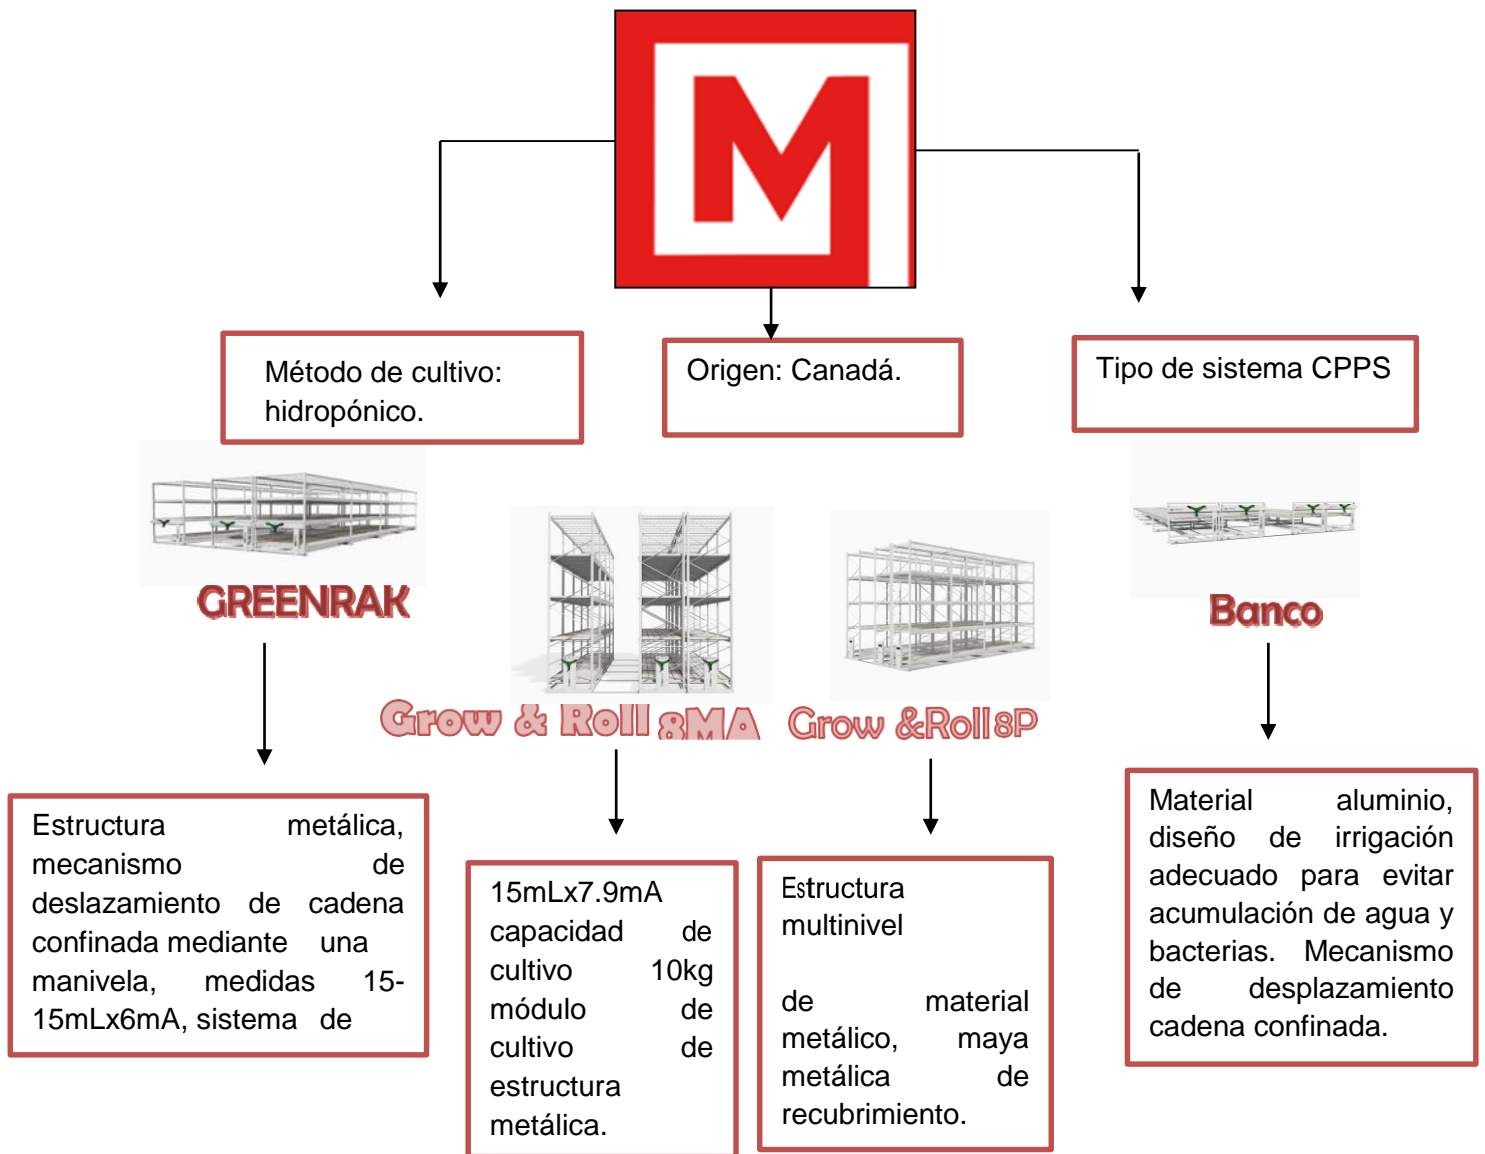 M
Método de cultivo:
hidropónico.
Origen: Canadá.
Tipo de sistema CPPS
GREENRAK
Grow & Roll 8MA
Grow &Roll 8P
Banco
Estructura metálica,
mecanismo de
deslazamiento de cadena
confinada mediante una
manivela, medidas 15-
15mLx6mA, sistema de
15mLx7.9mA
capacidad de
cultivo 10kg
módulo de
cultivo de
estructura
metálica.
Estructura
multinivel
de material
metálico, maya
metálica de
recubrimiento.
Material aluminio,
diseño de irrigación
adecuado para evitar
acumulación de agua y
bacterias. Mecanismo
de desplazamiento
cadena confinada.